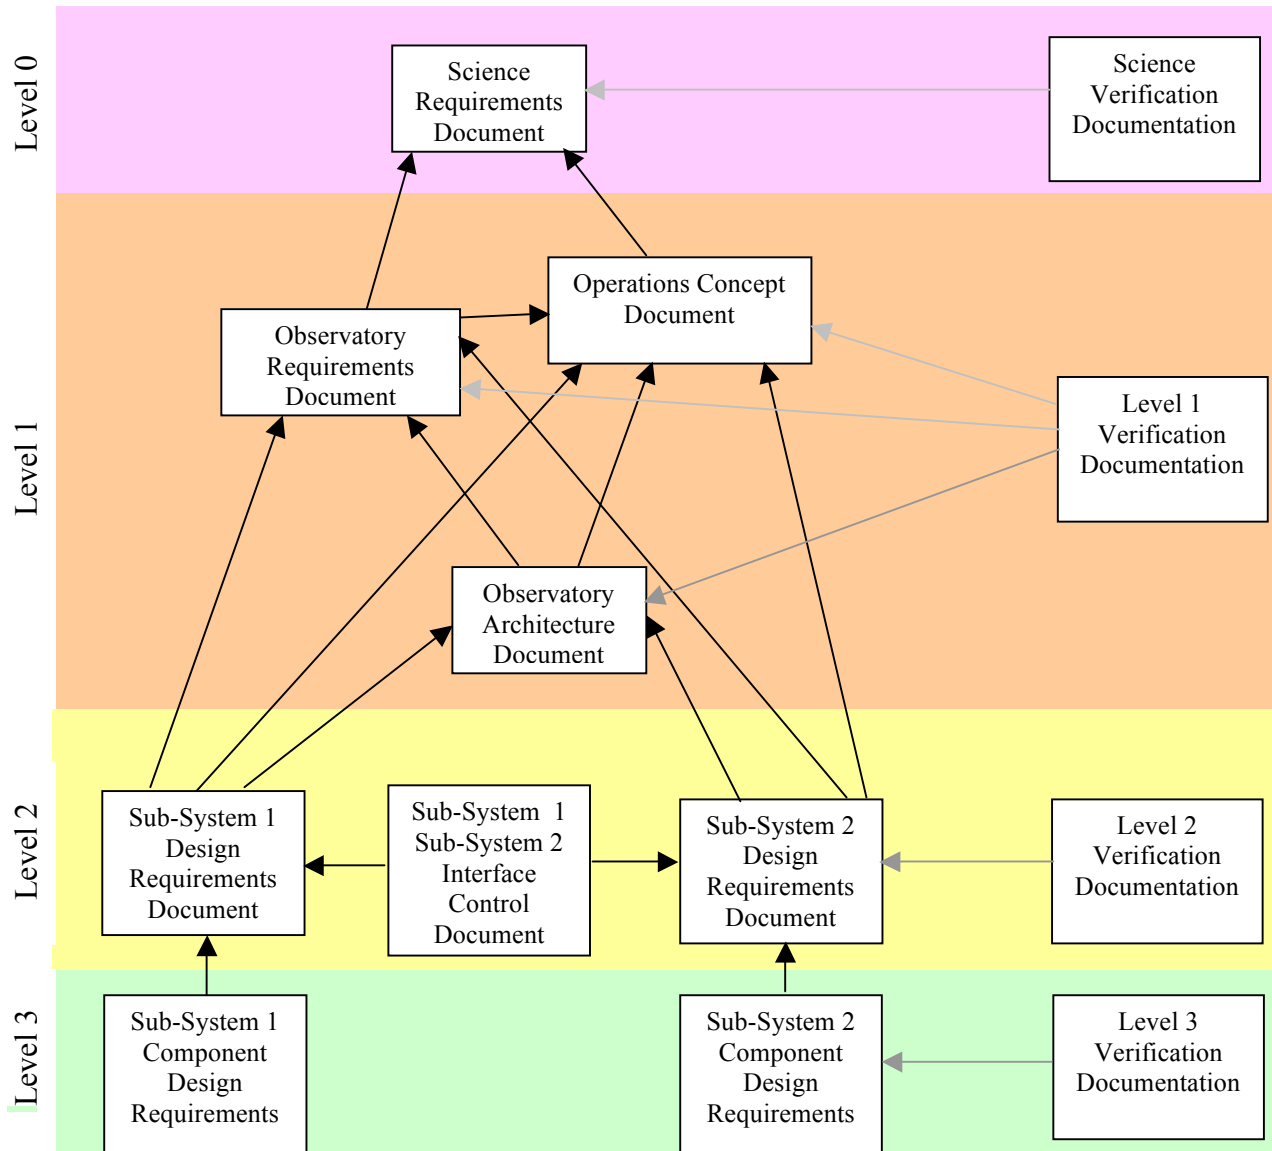 Level 0
Science
Requirements
Document
Science
Verification
Documentation
Level 1
Operations Concept
Document
Observatory
Requirements
Document
Level 1
Verification
Documentation
Observatory
Architecture
Document
Level 2
Sub-System 1
Design
Requirements
Document
Sub-System 1
Sub-System 2
Interface
Control
Document
Sub-System 2
Design
Requirements
Document
Level 2
Verification
Documentation
Level 3
Sub-System 1
Component
Design
Requirements
Sub-System 2
Component
Design
Requirements
Level 3
Verification
Documentation